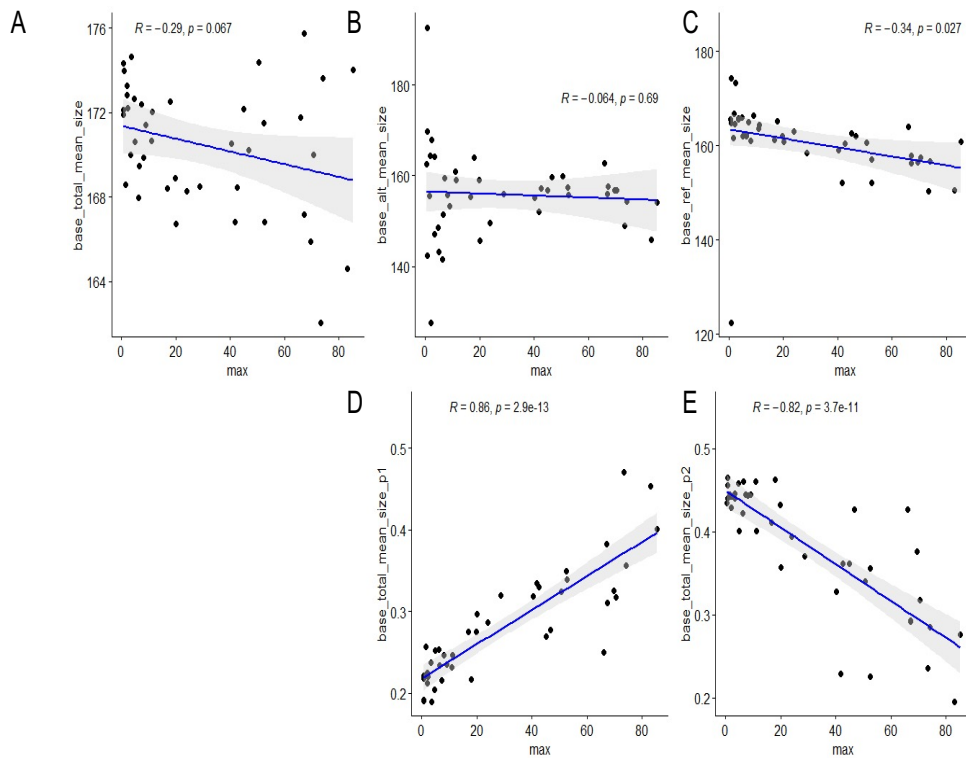 A
B
C
R = −0.29, p = 0.067
R = −0.064, p = 0.69
R = −0.34, p = 0.027
base_total_mean_size
176
172
168
164
0 20 40 60 80
max
base_alt_mean_size
180
160
140
0 20 40 60 80
max
base_ref_mean_size
180
160
140
120
0 20 40 60 80
max
D
E
R = 0.86, p = 2.9e-13
R = −0.82, p = 3.7e-11
base_total_mean_size_p1
0.5
0.4
0.3
0.2
0 20 40 60 80
max
base_total_mean_size_p2
0.5
0.4
0.3
0.2
0 20 40 60 80
max